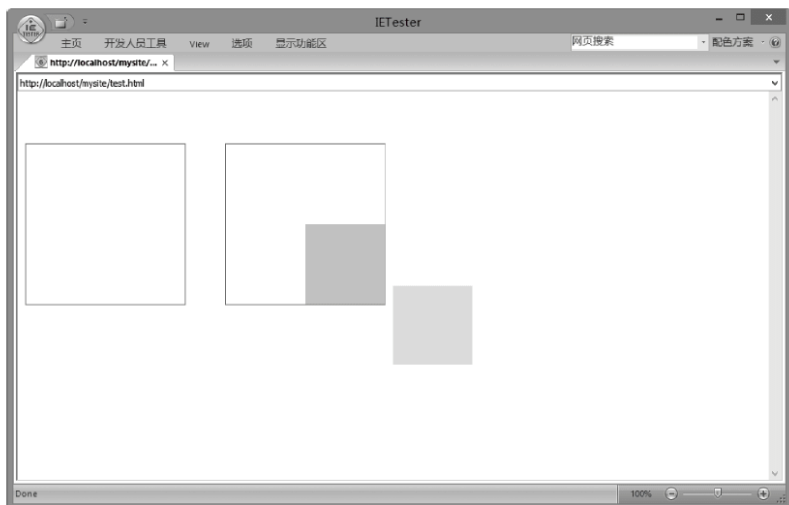 IETester
主页 开发人员工具 View 选项 显示功能区 网页搜索 配色方案
http://localhost/mysite/... ×
http://localhost/mysite/test.html
Done 100%